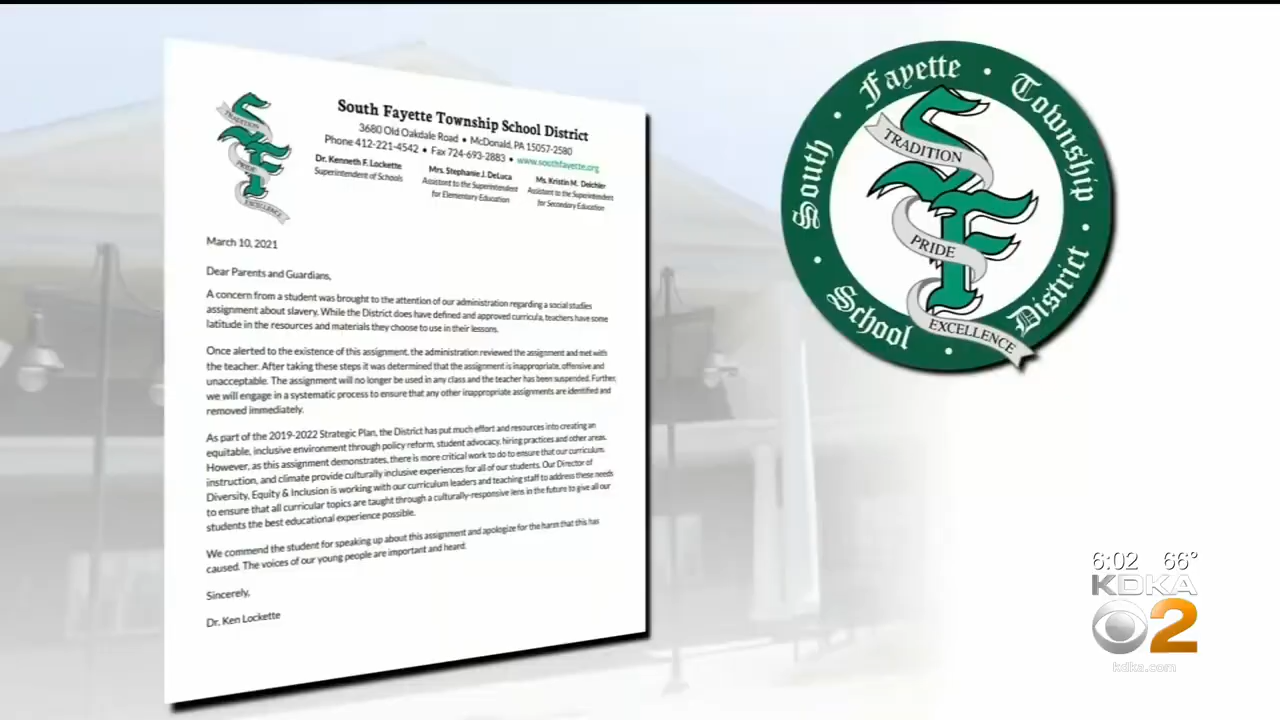 TRADITION
PRIDE
EXCELLENCE
South Fayette Township School District
3680 Old Oakdale Road • McDonald, PA 15057-2580
Phone 412-221-4542 • Fax 724-693-2883 • www.southfayette.org
Dr. Kenneth F. Lockette
Superintendent of Schools
Mrs. Stephanie J. DeLuca
Assistant to the Superintendent
for Elementary Education
Ms. Kristin M. Deichler
Assistant to the Superintendent
for Secondary Education
March 10, 2021
Dear Parents and Guardians,
A concern from a student was brought to the attention of our administration regarding a social studies
assignment about slavery. While the District does have defined and approved curricula, teachers have some
latitude in the resources and materials they choose to use in their lessons.
Once alerted to the existence of this assignment, the administration reviewed the assignment and met with
the teacher. After taking these steps it was determined that the assignment is inappropriate, offensive and
unacceptable. The assignment will no longer be used in any class and the teacher has been suspended. Further,
we will engage in a systematic process to ensure that any other inappropriate assignments are identified and
removed immediately.
As part of the 2019-2022 Strategic Plan, the District has put much effort and resources into creating an
equitable, inclusive environment through policy reform, student advocacy, hiring practices and other areas.
However, as this assignment demonstrates, there is more critical work to do to ensure that our curriculum,
instruction, and climate provide culturally inclusive experiences for all of our students. Our Director of
Diversity, Equity & Inclusion is working with our curriculum leaders and teaching staff to address these needs
to ensure that all curricular topics are taught through a culturally-responsive lens in the future to give all our
students the best educational experience possible.
We commend the student for speaking up about this assignment and apologize for the harm that this has
caused. The voices of our young people are important and heard.
Sincerely,
Dr. Ken Lockette
South • Fayette • Township
School • District
TRADITION
PRIDE
EXCELLENCE
6:02 66°
KDKA
2
kdka.com